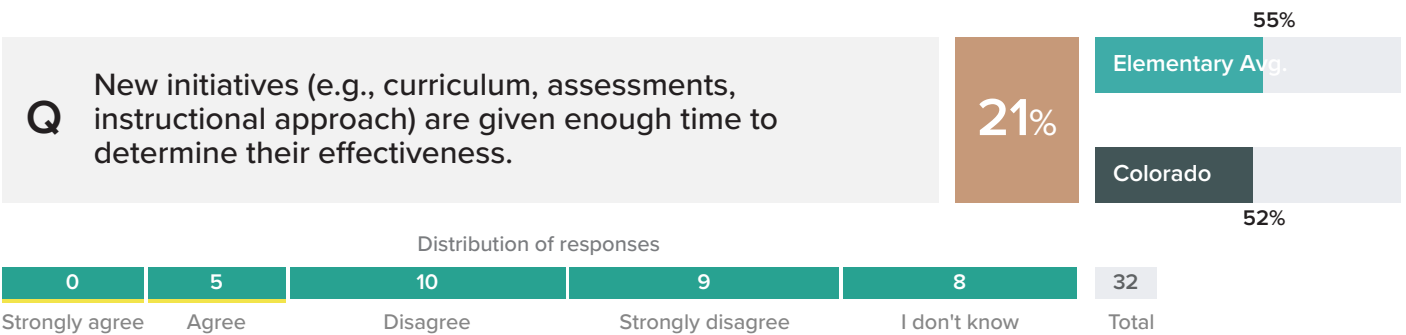 55%
Q
New initiatives (e.g., curriculum, assessments,
instructional approach) are given enough time to
determine their effectiveness.
21%
Elementary Avg.
Colorado
52%
Distribution of responses
0 5 10 9 8 32
Strongly agree Agree Disagree Strongly disagree I don't know Total